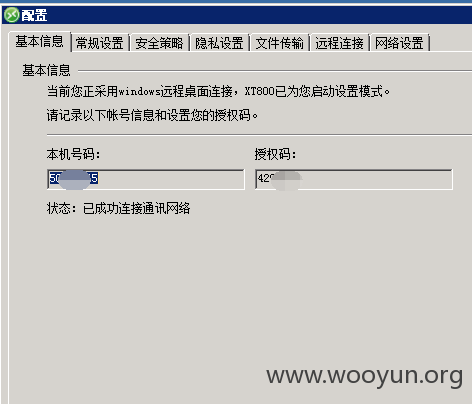 配置
基本信息 常规设置 安全策略 隐私设置 文件传输 远程连接 网络设置
基本信息
当前您正采用windows远程桌面连接，XT800已为您启动设置模式。
请记录以下帐号信息和设置您的授权码。
本机号码： 授权码：
状态：已成功连接通讯网络
www.wooyun.org